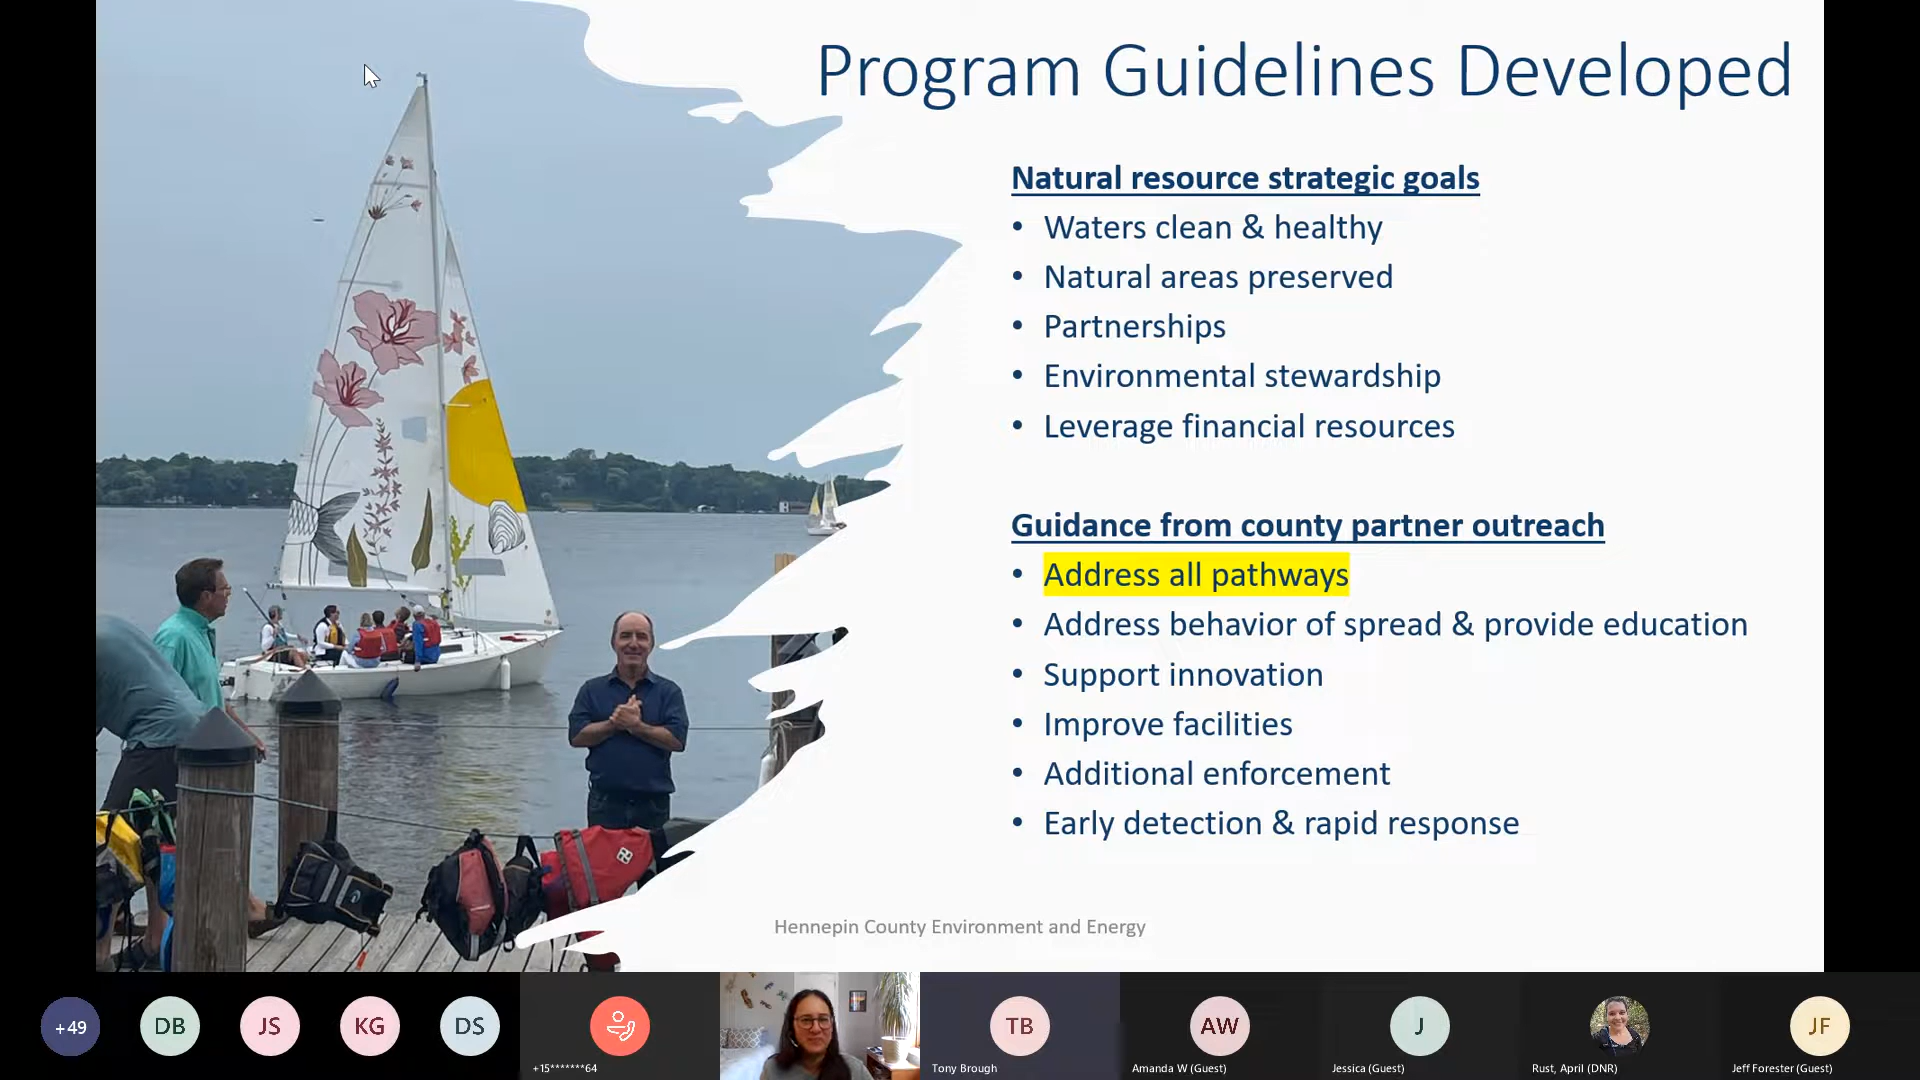 Program Guidelines Developed
Natural resource strategic goals
• Waters clean & healthy
• Natural areas preserved
• Partnerships
• Environmental stewardship
• Leverage financial resources
Guidance from county partner outreach
• Address all pathways
• Address behavior of spread & provide education
• Support innovation
• Improve facilities
• Additional enforcement
• Early detection & rapid response
Hennepin County Environment and Energy
+49
DB
JS
KG
DS
+15*******64
TB
Tony Brough
AW
Amanda W (Guest)
J
Jessica (Guest)
Rust, April (DNR)
JF
Jeff Forester (Guest)